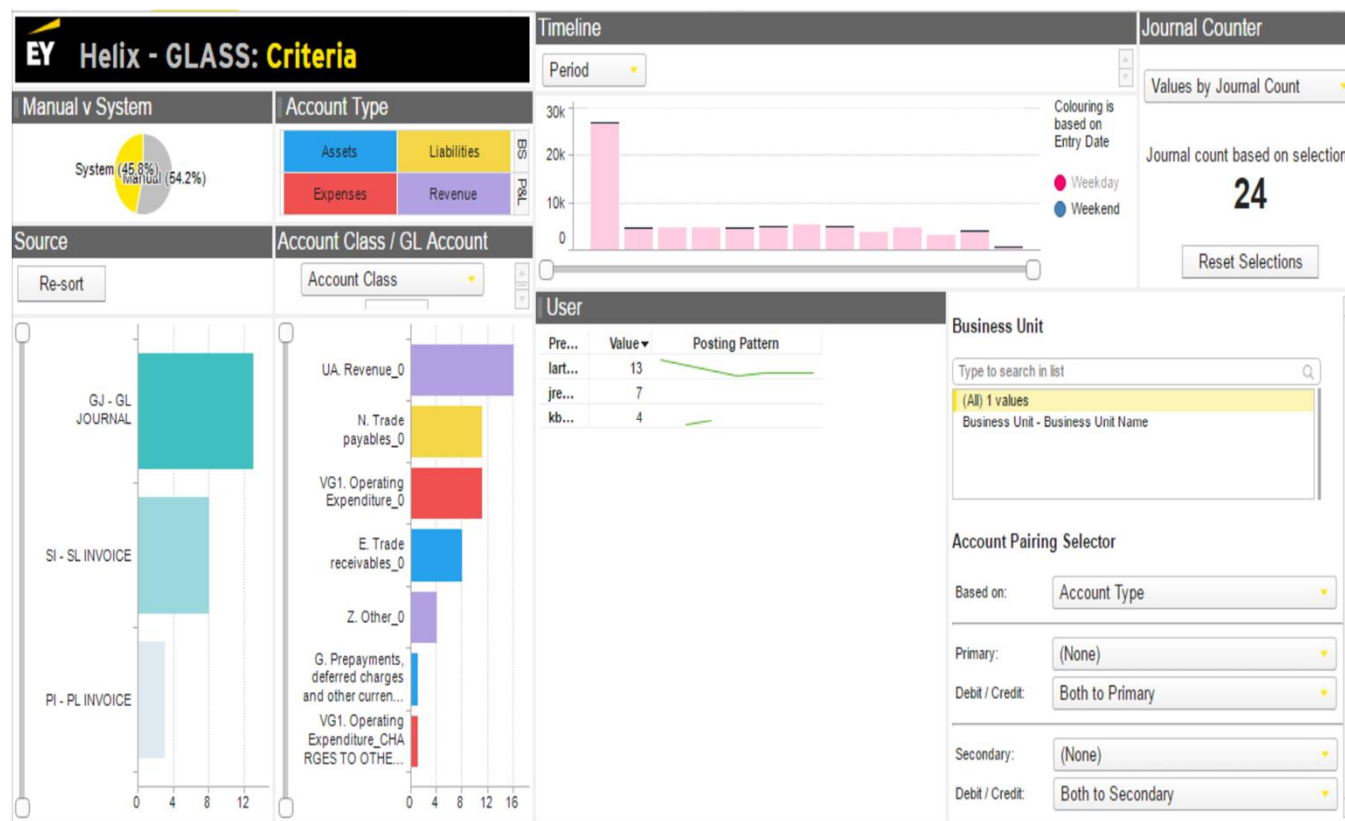 EY
Helix - GLASS: Criteria
Manual v System
System (45.8%)
Manual (54.2%)
Account Type
Assets
Liabilities
BS
Expenses
Revenue
P&L
Source
Re-sort
GJ - GL
JOURNAL
SI - SL INVOICE
PI - PL INVOICE
0 4 8 12
Account Class / GL Account
Account Class
UA. Revenue_0
N. Trade
payables_0
VG1. Operating
Expenditure_0
E. Trade
receivables_0
Z. Other_0
G. Prepayments,
deferred charges
and other curren...
VG1. Operating
Expenditure_CHA
RGES TO OTHE...
0 4 8 12 16
Timeline
Period
30k
20k
10k
0
Colouring is
based on
Entry Date
Weekday
Weekend
Journal Counter
Values by Journal Count
Journal count based on selection
24
Reset Selections
User
Pre... Value Posting Pattern
lart... 13
jre... 7
kb... 4
Business Unit
Type to search in list
(All) 1 values
Business Unit - Business Unit Name
Account Pairing Selector
Based on: Account Type
Primary: (None)
Debit / Credit: Both to Primary
Secondary: (None)
Debit / Credit: Both to Secondary